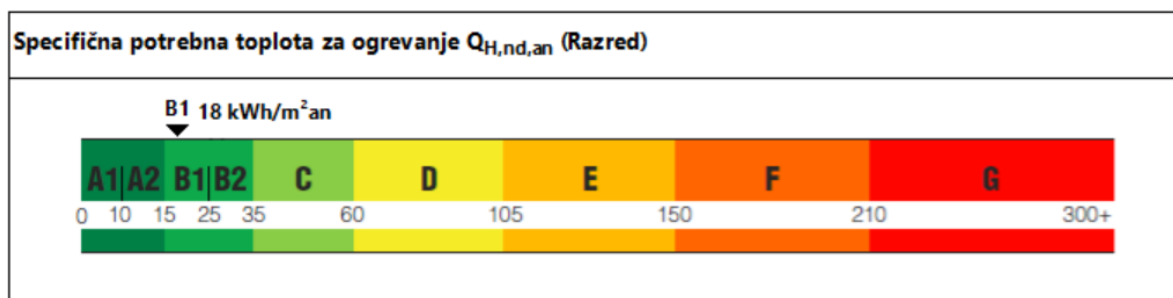 Specifična potrebna toplota za ogrevanje QH,nd,an (Razred)
B1 18 kWh/m²an
A1 A2 B1 B2 C D E F G
0 10 15 25 35 60 105 150 210 300+